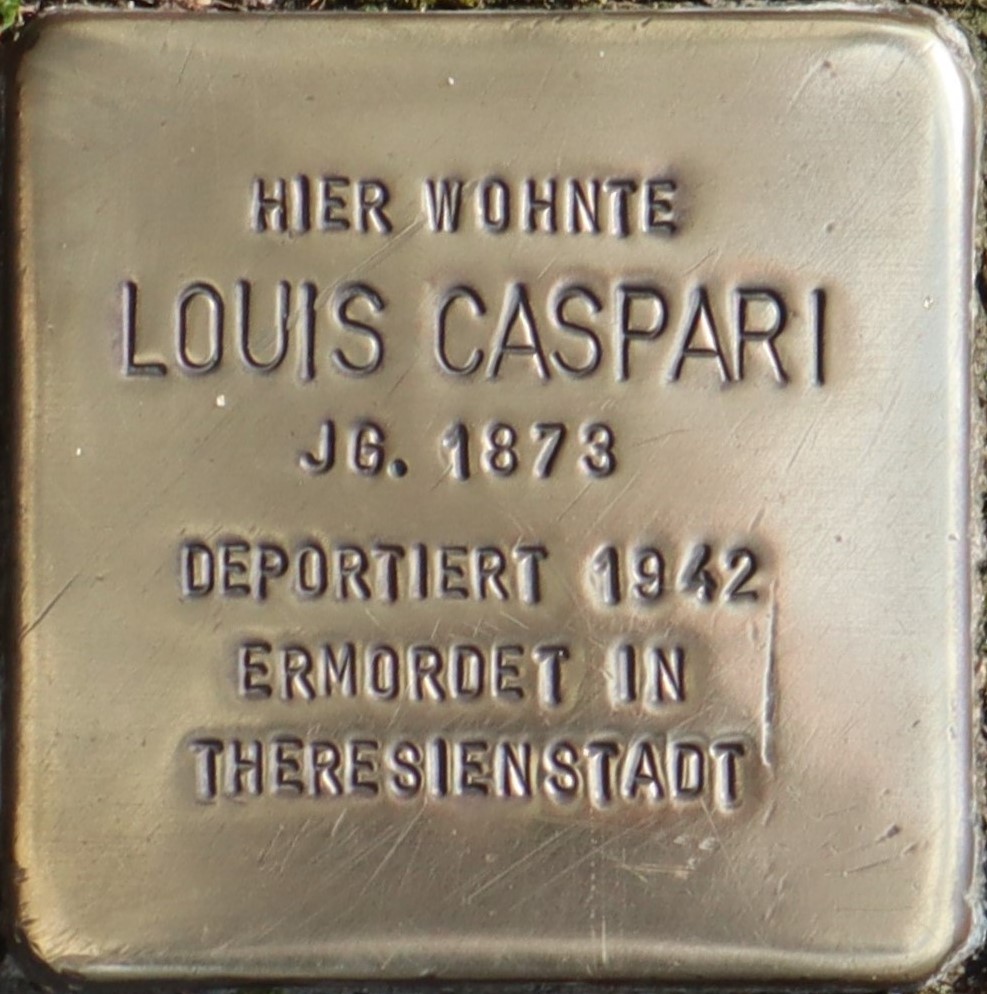 HIER WOHNTE
LOUIS CASPARI
JG. 1873
DEPORTIERT 1942
ERMORDET IN
THERESIENSTADT